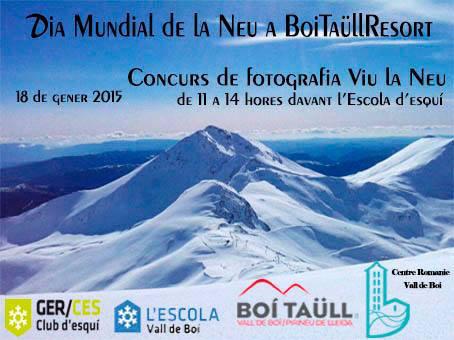 Dia Mundial de la Neu a BoiTaüllResort
Concurs de fotografia Viu la Neu
18 de gener 2015
de 11 a 14 hores davant l'Escola d'esquí
GER/CES
Club d'esquí
L'ESCOLA
Vall de Boí
BOÍ TAÜLL
VALL DE BOÍ/PIRINEU DE LLEIDA
Centre Romanic
Vall de Boí